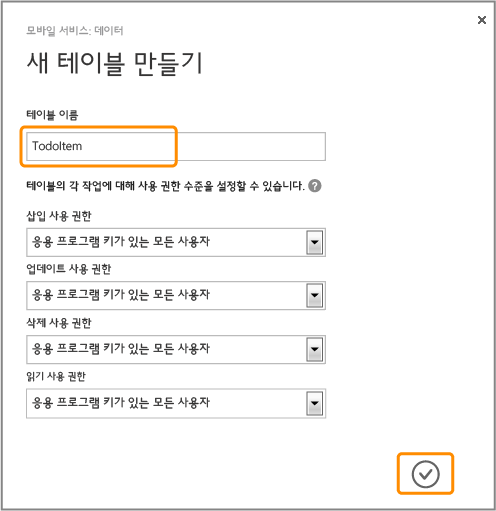 모바일 서비스: 데이터
새 테이블 만들기
테이블 이름
TodoItem
테이블의 각 작업에 대해 사용 권한 수준을 설정할 수 있습니다. ?
삽입 사용 권한
응용 프로그램 키가 있는 모든 사용자
업데이트 사용 권한
응용 프로그램 키가 있는 모든 사용자
삭제 사용 권한
응용 프로그램 키가 있는 모든 사용자
읽기 사용 권한
응용 프로그램 키가 있는 모든 사용자